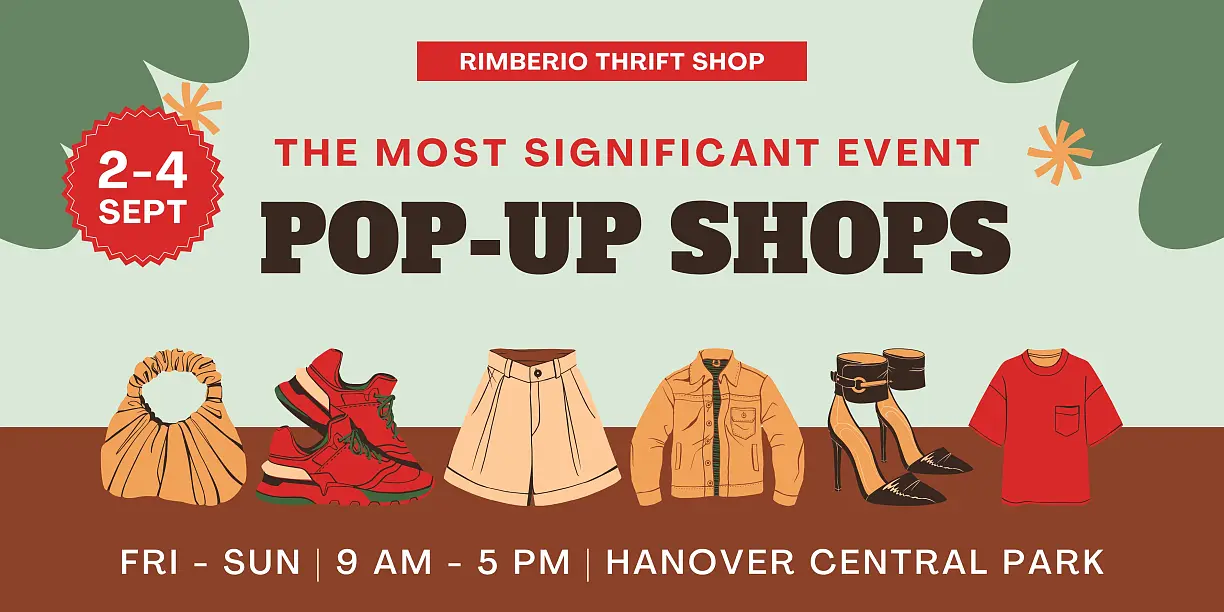 RIMBERIO THRIFT SHOP
THE MOST SIGNIFICANT EVENT
POP-UP SHOPS
2-4
SEPT
FRI - SUN | 9 AM - 5 PM | HANOVER CENTRAL PARK